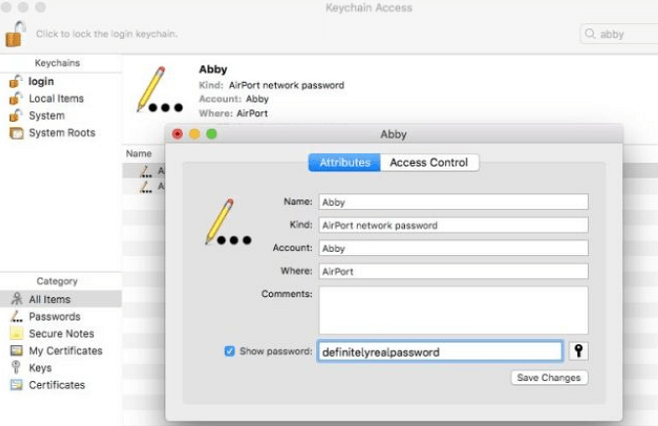 Keychain Access
Click to lock the login keychain.
abby
Keychains
login
Local Items
System
System Roots
Abby
Kind: AirPort network password
Account: Abby
Where: AirPort
Name
A
A
Category
All Items
Passwords
Secure Notes
My Certificates
Keys
Certificates
Abby
Attributes
Access Control
Name: Abby
Kind: AirPort network password
Account: Abby
Where: AirPort
Comments:
Show password: definitelyrealpassword
Save Changes